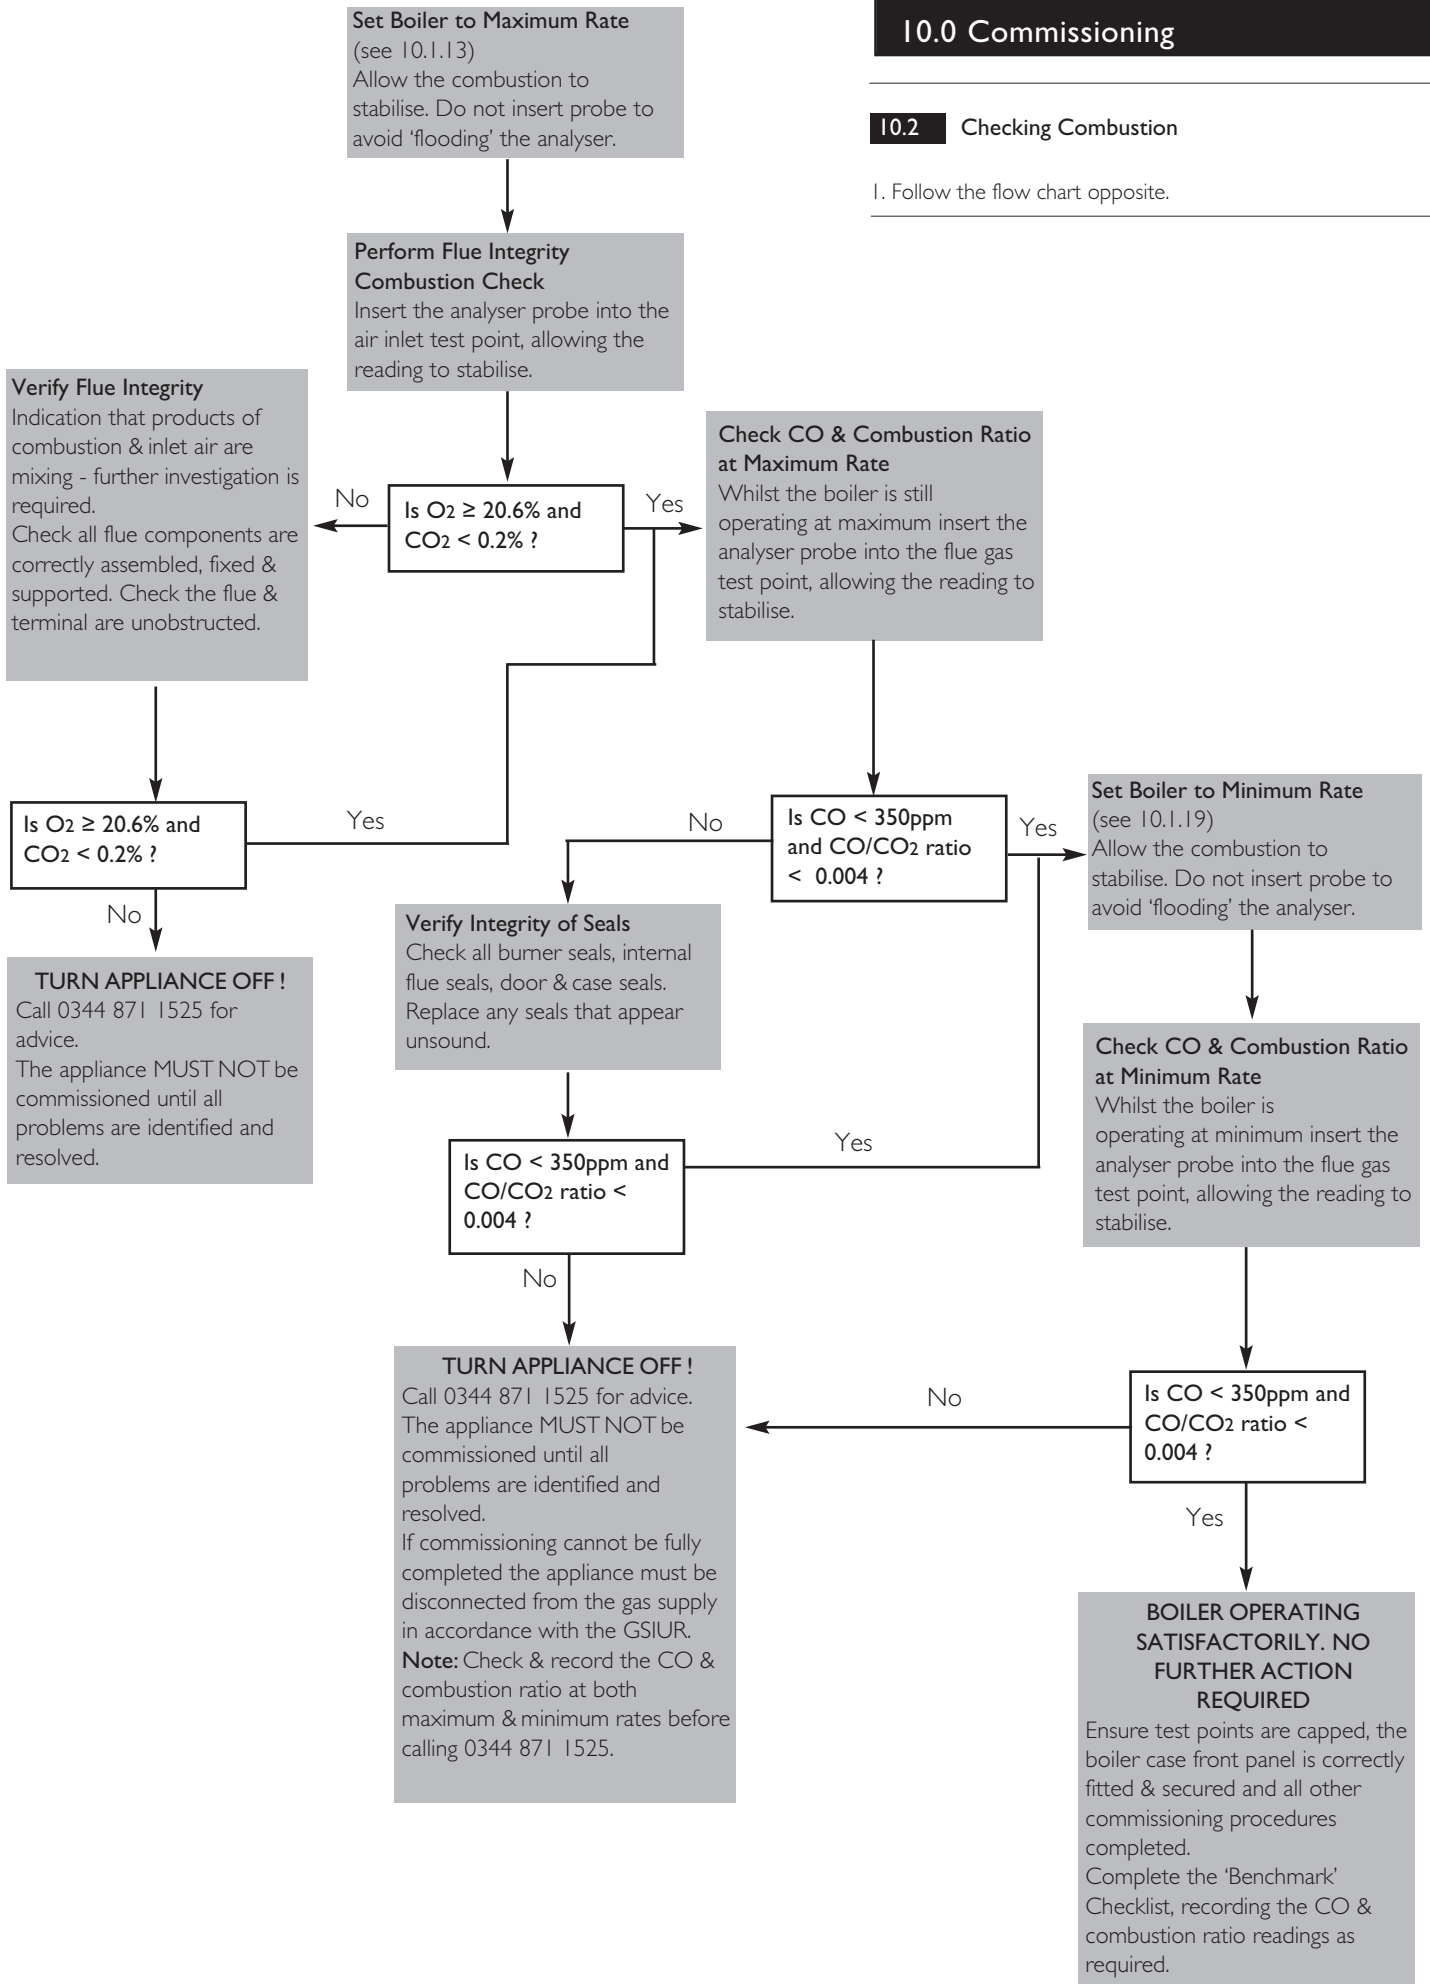 10.0 Commissioning
10.2 Checking Combustion
1. Follow the flow chart opposite.
Set Boiler to Maximum Rate
(see 10.1.13)
Allow the combustion to
stabilise. Do not insert probe to
avoid ‘flooding’ the analyser.
Perform Flue Integrity
Combustion Check
Insert the analyser probe into the
air inlet test point, allowing the
reading to stabilise.
Is O2 ≥ 20.6% and
CO2 < 0.2% ?
No
Yes
Verify Flue Integrity
Indication that products of
combustion & inlet air are
mixing - further investigation is
required.
Check all flue components are
correctly assembled, fixed &
supported. Check the flue &
terminal are unobstructed.
Is O2 ≥ 20.6% and
CO2 < 0.2% ?
Yes
No
TURN APPLIANCE OFF !
Call 0344 871 1525 for
advice.
The appliance MUST NOT be
commissioned until all
problems are identified and
resolved.
Check CO & Combustion Ratio
at Maximum Rate
Whilst the boiler is still
operating at maximum insert the
analyser probe into the flue gas
test point, allowing the reading to
stabilise.
Is CO < 350ppm
and CO/CO2 ratio
< 0.004 ?
No
Yes
Verify Integrity of Seals
Check all burner seals, internal
flue seals, door & case seals.
Replace any seals that appear
unsound.
Is CO < 350ppm and
CO/CO2 ratio <
0.004 ?
Yes
No
TURN APPLIANCE OFF !
Call 0344 871 1525 for advice.
The appliance MUST NOT be
commissioned until all
problems are identified and
resolved.
If commissioning cannot be fully
completed the appliance must be
disconnected from the gas supply
in accordance with the GSIUR.
Note: Check & record the CO &
combustion ratio at both
maximum & minimum rates before
calling 0344 871 1525.
Set Boiler to Minimum Rate
(see 10.1.19)
Allow the combustion to
stabilise. Do not insert probe to
avoid ‘flooding’ the analyser.
Check CO & Combustion Ratio
at Minimum Rate
Whilst the boiler is
operating at minimum insert the
analyser probe into the flue gas
test point, allowing the reading to
stabilise.
Is CO < 350ppm and
CO/CO2 ratio <
0.004 ?
No
Yes
BOILER OPERATING
SATISFACTORILY. NO
FURTHER ACTION
REQUIRED
Ensure test points are capped, the
boiler case front panel is correctly
fitted & secured and all other
commissioning procedures
completed.
Complete the ‘Benchmark’
Checklist, recording the CO &
combustion ratio readings as
required.